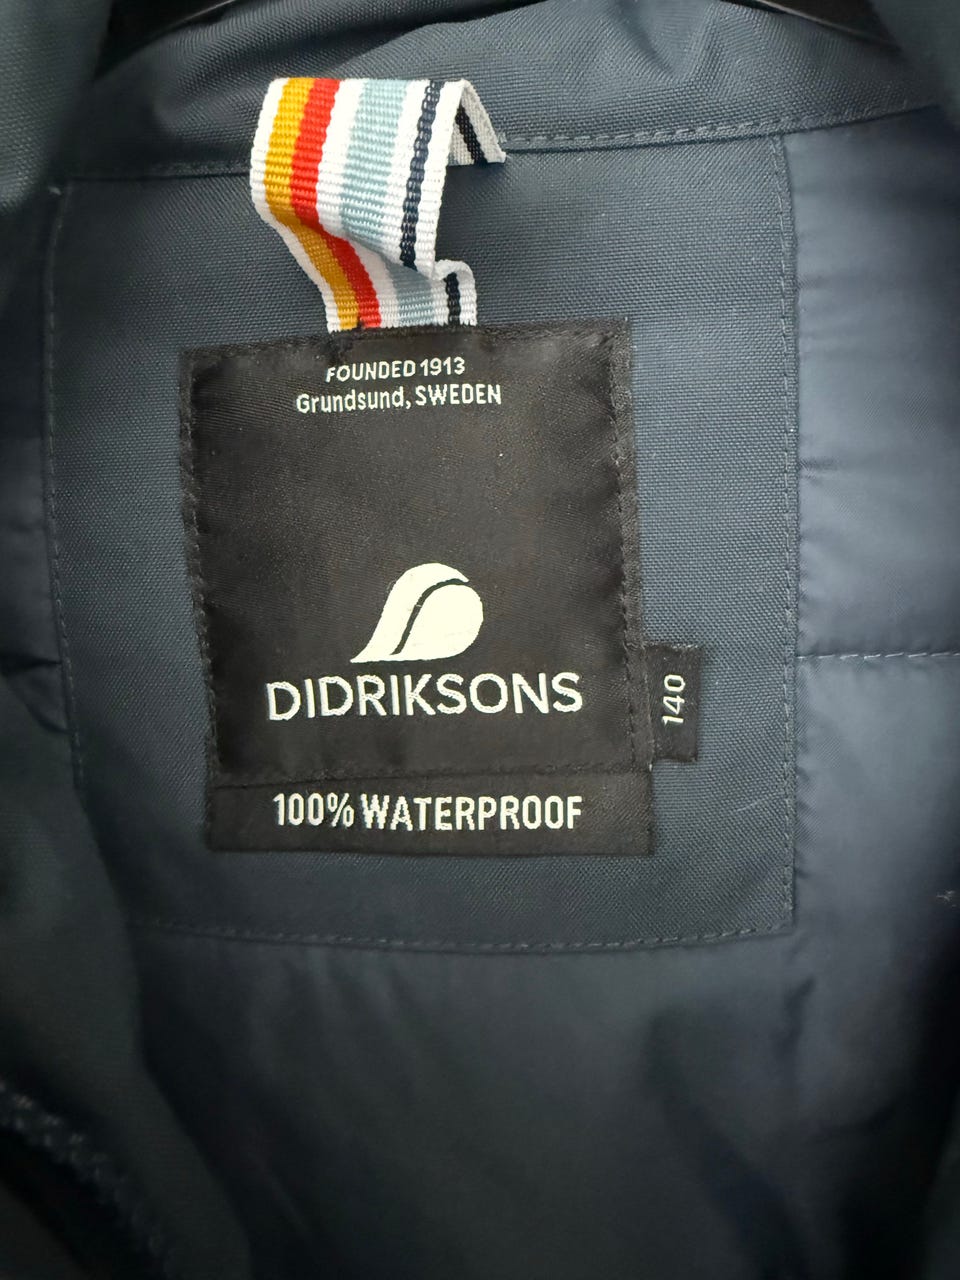 FOUNDED 1913
Grundsund, SWEDEN
DIDRIKSONS
140
100% WATERPROOF